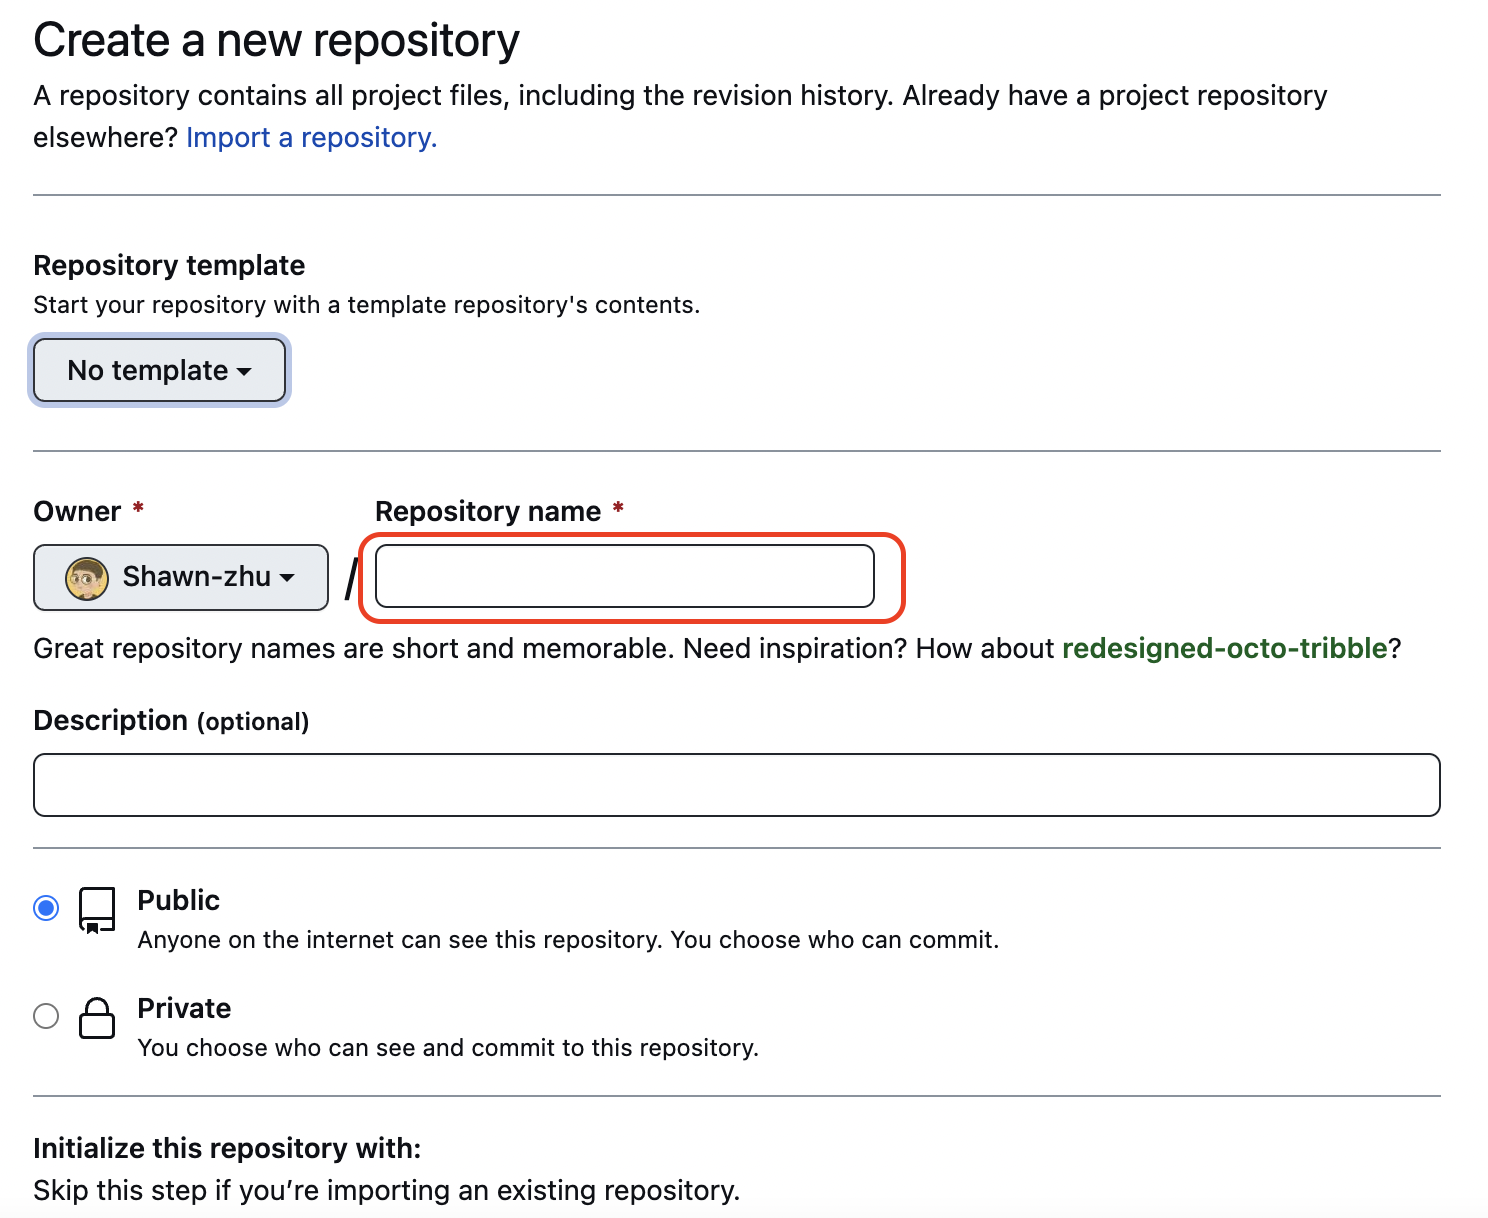 Create a new repository
A repository contains all project files, including the revision history. Already have a project repository
elsewhere? Import a repository.
Repository template
Start your repository with a template repository's contents.
No template
Owner * Repository name *
Shawn-zhu /
Great repository names are short and memorable. Need inspiration? How about redesigned-octo-tribble?
Description (optional)
Public
Anyone on the internet can see this repository. You choose who can commit.
Private
You choose who can see and commit to this repository.
Initialize this repository with:
Skip this step if you’re importing an existing repository.